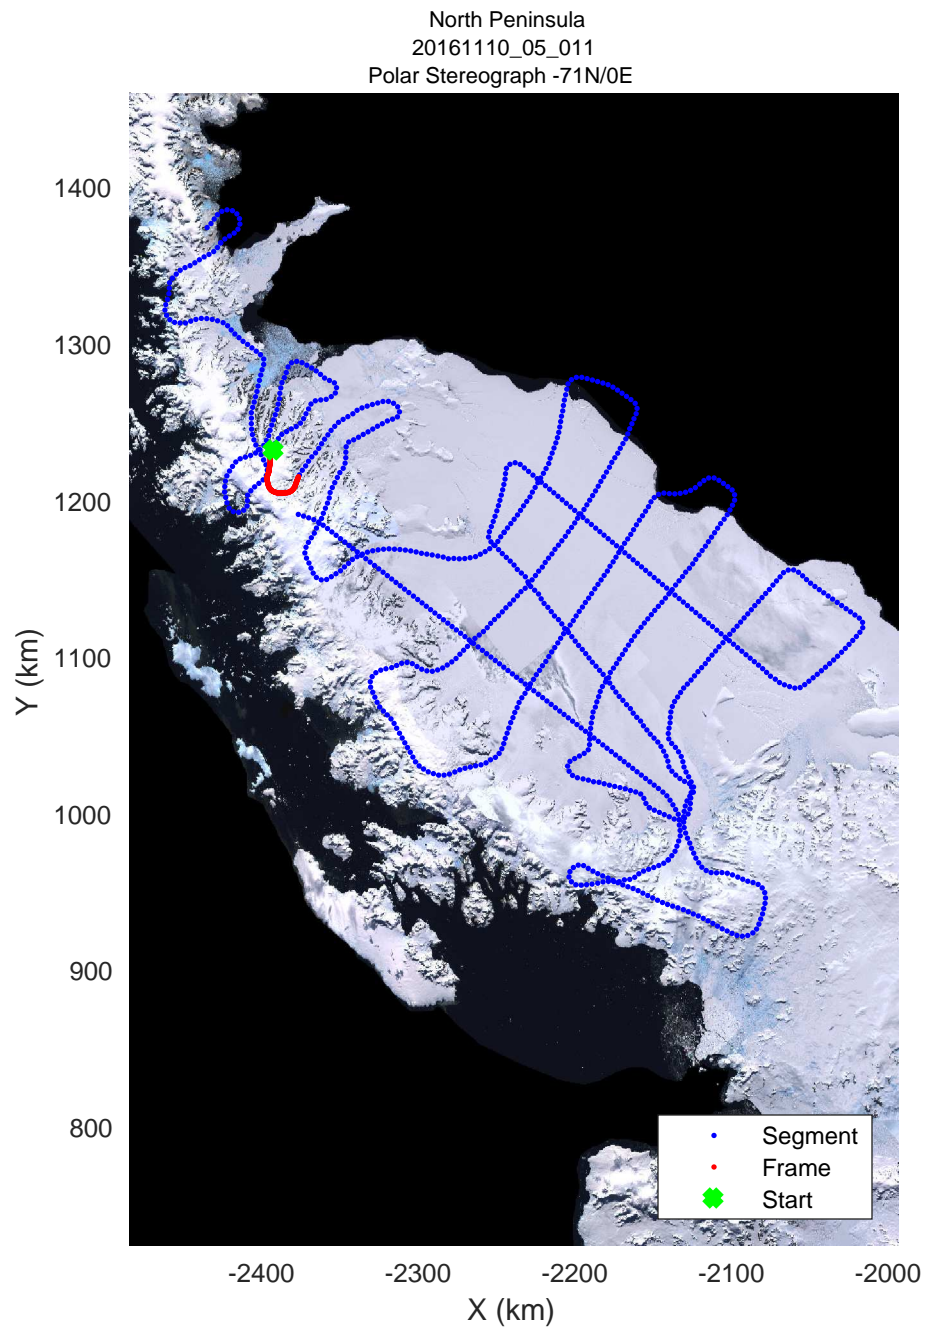 North Peninsula
20161110_05_011
Polar Stereograph -71N/0E
1400
1300
1200
1100
1000
900
800
Y (km)
Segment
Frame
Start
-2400 -2300 -2200 -2100 -2000
X (km)